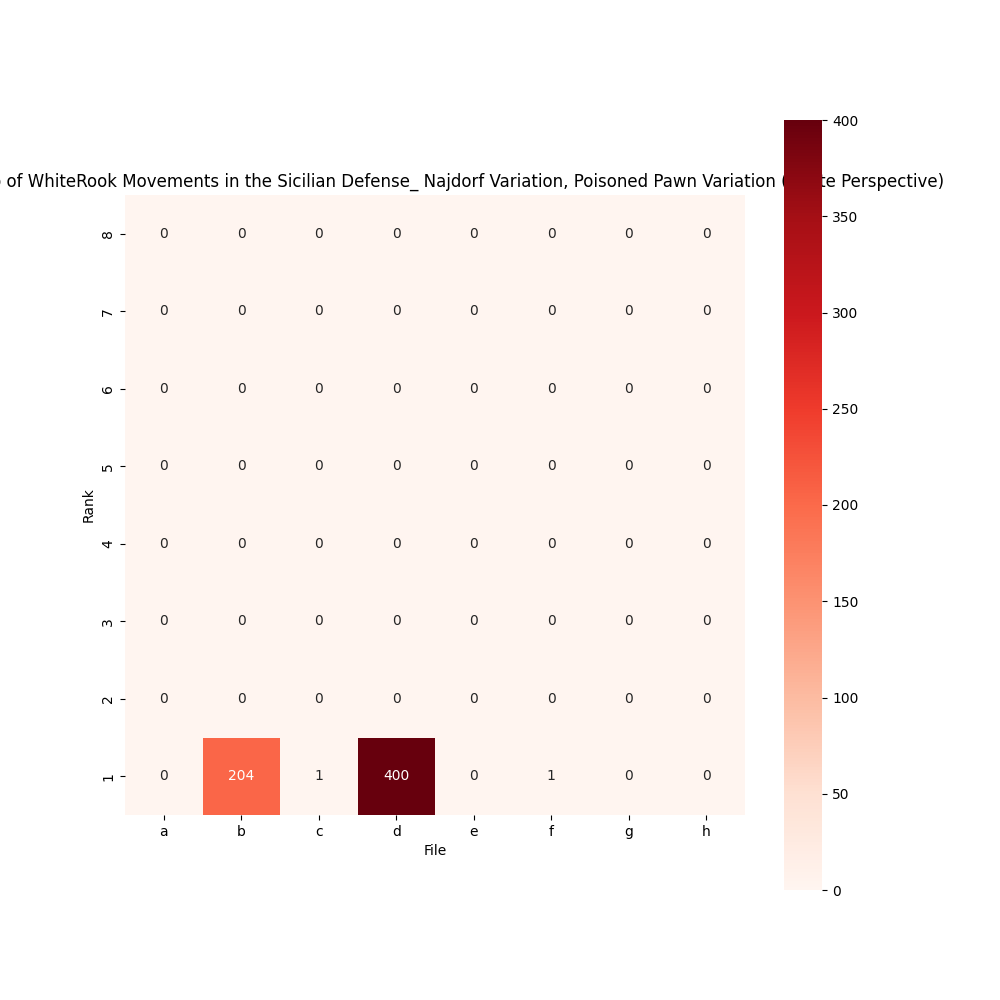 of WhiteRook Movements in the Sicilian Defense_ Najdorf Variation, Poisoned Pawn Variation Perspective)
400
350
300
250
200
150
100
50
0
Rank
8 0 0 0 0 0 0 0 0
7 0 0 0 0 0 0 0 0
6 0 0 0 0 0 0 0 0
5 0 0 0 0 0 0 0 0
4 0 0 0 0 0 0 0 0
3 0 0 0 0 0 0 0 0
2 0 0 0 0 0 0 0 0
1 0 204 1 400 0 1 0 0
a b c d e f g h
File